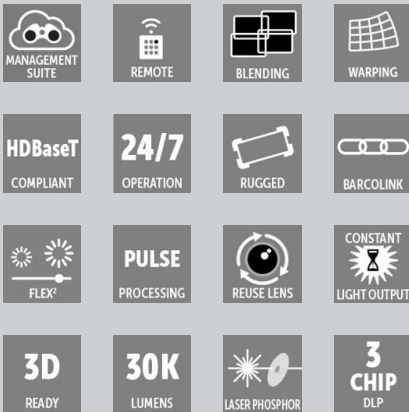 MANAGEMENT
SUITE
REMOTE
BLENDING
WARPING
HDBaseT
COMPLIANT
24/7
OPERATION
RUGGED
BARCOLINK
FLEX²
PULSE
PROCESSING
REUSE LENS
CONSTANT
LIGHT OUTPUT
3D
READY
30K
LUMENS
LASER PHOSPHOR
3
CHIP
DLP